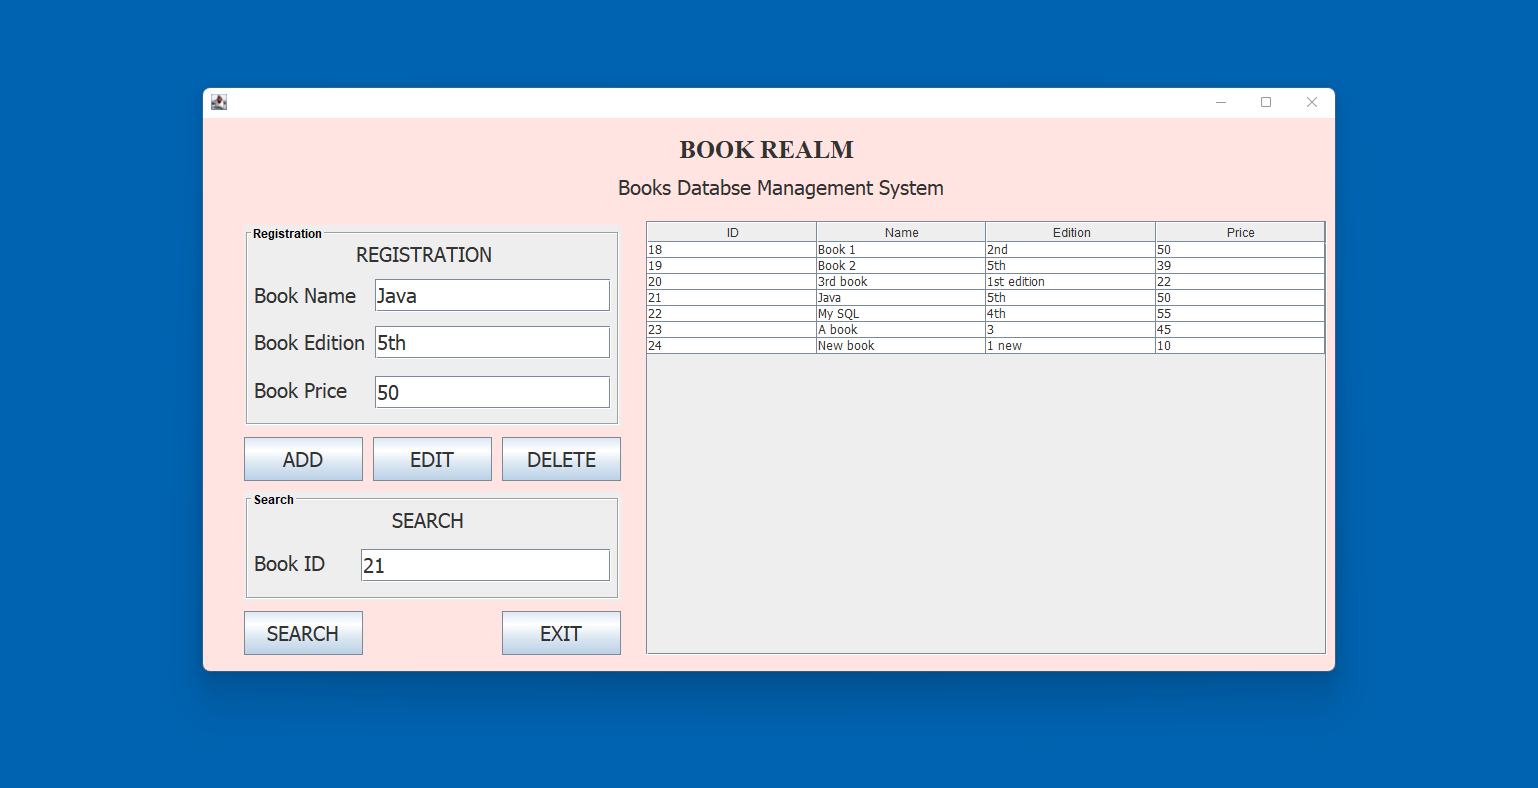 BOOK REALM
Books Databse Management System
Registration
REGISTRATION
Book Name Java
Book Edition 5th
Book Price 50
ADD EDIT DELETE
Search
SEARCH
Book ID 21
SEARCH EXIT
ID Name Edition Price
18 Book 1 2nd 50
19 Book 2 5th 39
20 3rd book 1st edition 22
21 Java 5th 50
22 My SQL 4th 55
23 A book 3 45
24 New book 1 new 10